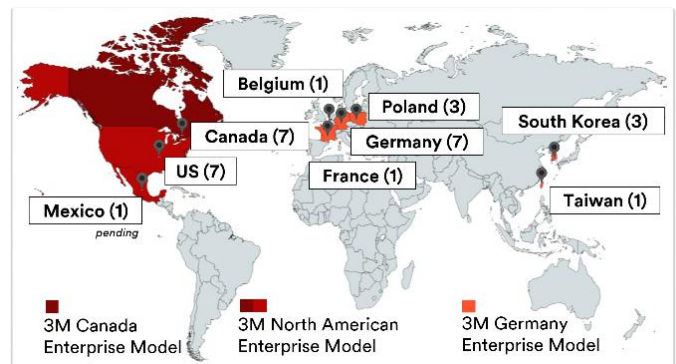 Belgium (1)
Poland (3)
South Korea (3)
Canada (7)
Germany (7)
US (7)
France (1)
Taiwan (1)
Mexico (1)
pending
3M Canada
Enterprise Model
3M North American
Enterprise Model
3M Germany
Enterprise Model